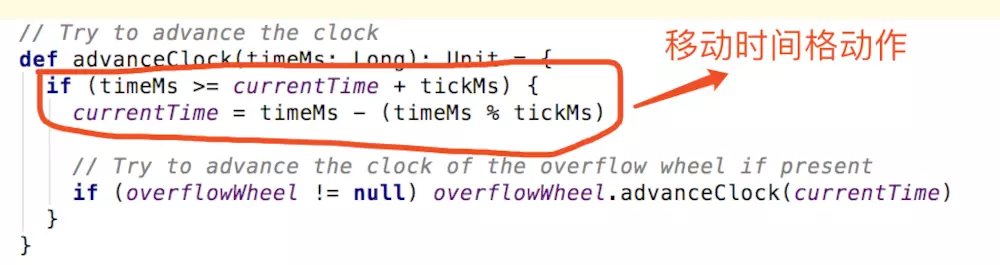 // Try to advance the clock
def advanceClock(timeMs: Long): Unit = {
移动时间格动作
if (timeMs >= currentTime + tickMs) {
currentTime = timeMs - (timeMs % tickMs)
// Try to advance the clock of the overflow wheel if present
if (overflowWheel != null) overflowWheel.advanceClock(currentTime)
}
}